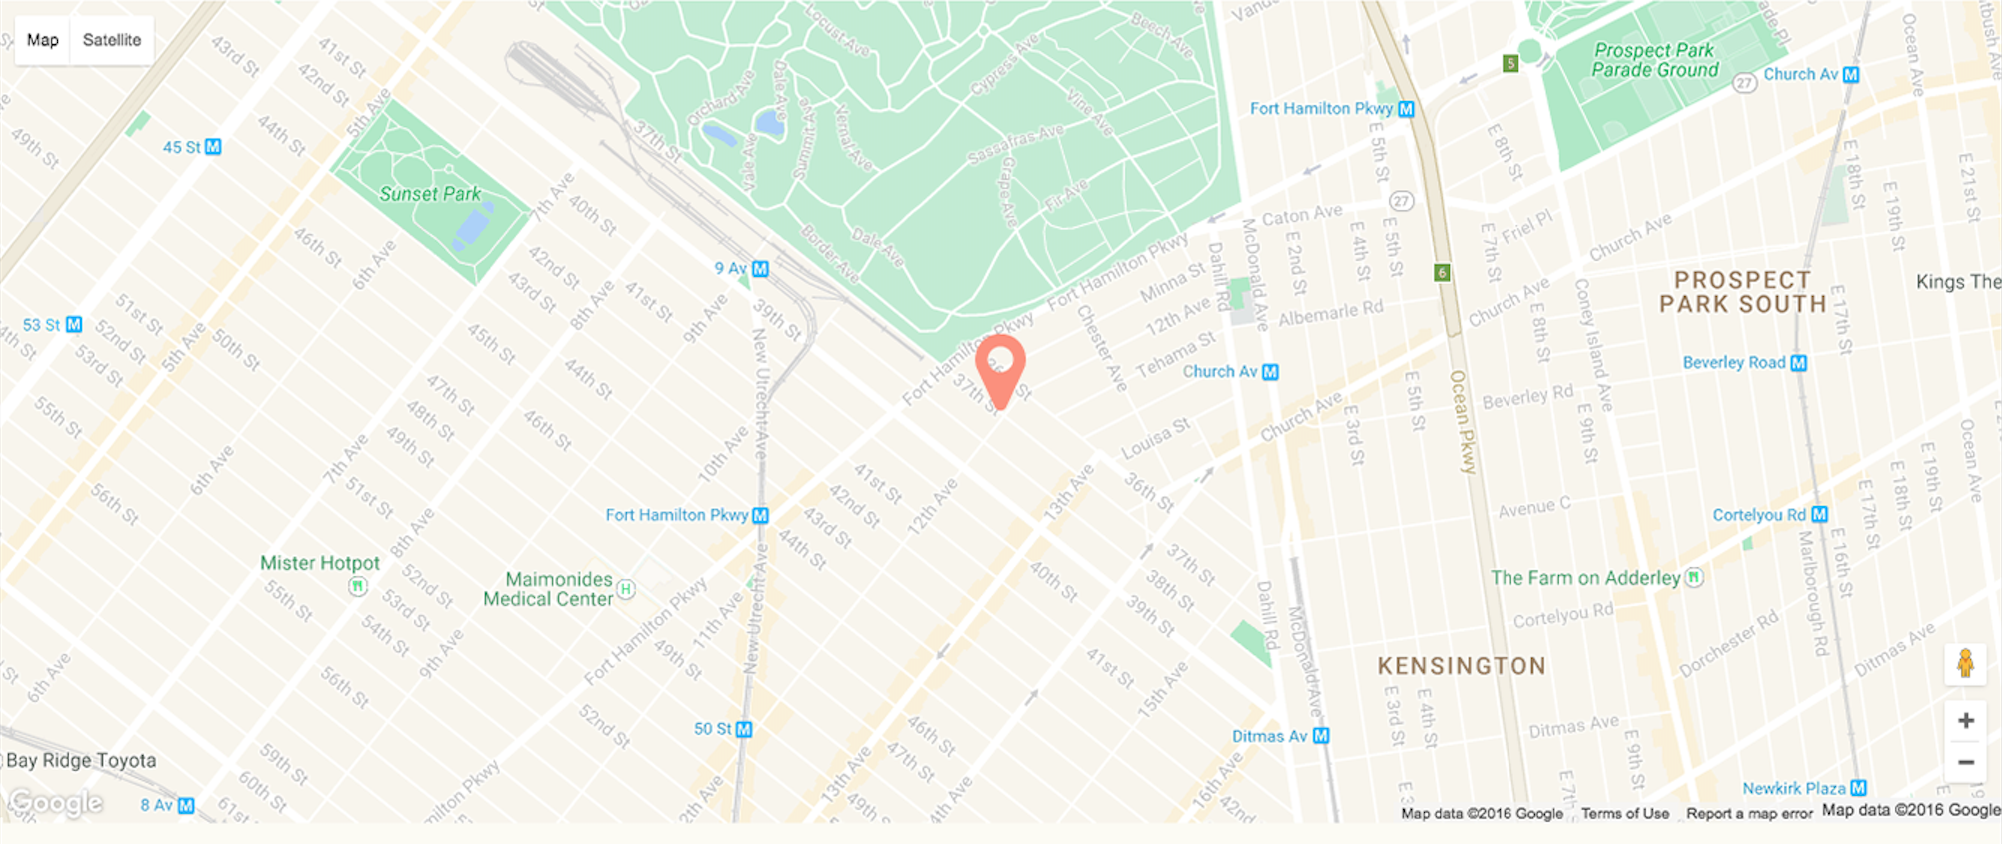 Map
Satellite
43rd St
41st St
42nd St
44th St
5th Ave
49th St
45 St
Sunset Park
37th St
7th Ave
40th St
Locust Ave
Beech Ave
Orchard Ave
Dale Ave
Cypress Ave
Vale Ave
Summit Ave
Vernal Ave
Vine Ave
Sassafras Ave
Grape Ave
Fir Ave
Border Ave
Dale Ave
Prospect Park
Parade Ground
5
27
Church Av
Ocean Ave
Fort Hamilton Pkwy
E 5th St
E 8th St
27
E 18th St
E 19th St
E 21st St
46th St
6th Ave
42nd St
43rd St
8th Ave
41st St
9th Ave
9 Av
39th St
New Utrecht Ave
Fort Hamilton Pkwy
Minna St
12th Ave
Tehama St
Chester Ave
Caton Ave
Dahill Rd
McDonald Ave
E 2nd St
E 4th St
E 5th St
Albemarle Rd
6
E 7th St
Friel Pl
Church Ave
Church Ave
PROSPECT
PARK SOUTH
Kings The
51st St
52nd St
53 St
53rd St
5th Ave
50th St
45th St
44th St
Fort Hamilton Pkwy
37th St
Church Av
Coney Island Ave
E 8th St
E 17th St
Beverley Road
Beverley Rd
55th St
47th St
48th St
49th St
46th St
10th Ave
Louisa St
Church Ave
E 3rd St
E 5th St
Ocean Pkwy
E 9th St
6th Ave
7th Ave
51st St
56th St
8th Ave
41st St
42nd St
43rd St
44th St
12th Ave
13th Ave
36th St
Fort Hamilton Pkwy
Avenue C
Cortelyou Rd
E 17th St
E 18th St
E 19th St
Ocean Ave
Mister Hotpot
Maimonides
Medical Center
52nd St
53rd St
54th St
55th St
9th Ave
Fort Hamilton Pkwy
11th Ave
New Utrecht Ave
49th St
40th St
37th St
38th St
39th St
Dahill Rd
McDonald Ave
The Farm on Adderley
Cortelyou Rd
Marlborough Rd
E 16th St
Dorchester Rd
Ditmas Ave
6th Ave
56th St
52nd St
50 St
41st St
15th Ave
KENSINGTON
E 3rd St
E 4th St
Ditmas Av
Ditmas Ave
E 9th St
Bay Ridge Toyota
59th St
60th St
8 Av
13th Ave
46th St
47th St
49th St
16th Ave
Newkirk Plaza
Google
Map data ©2016 Google
Terms of Use
Report a map error
Map data ©2016 Google